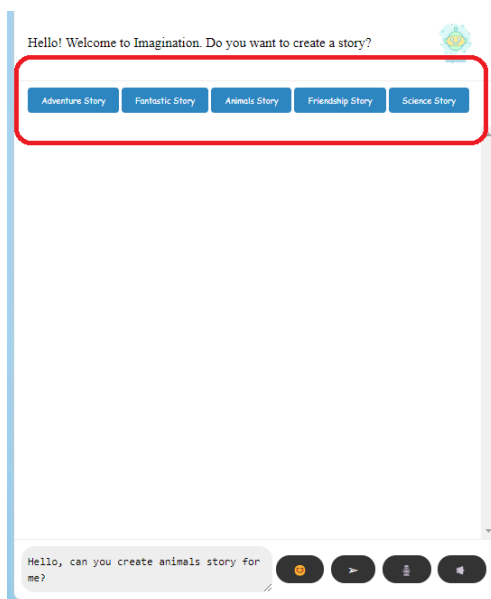 Hello! Welcome to Imagination. Do you want to create a story?
Adventure Story Fantastic Story Animals Story Friendship Story Science Story
Hello, can you create animals story for
me?